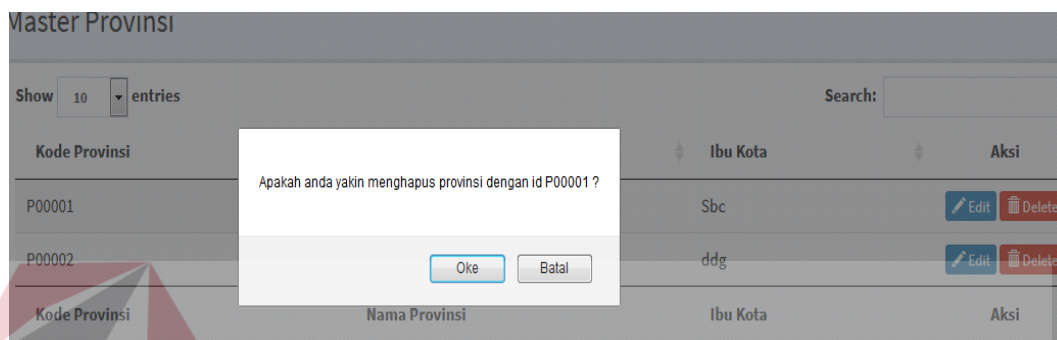 Master Provinsi
Show 10 entries Search:
Kode Provinsi Ibu Kota Aksi
Apakah anda yakin menghapus provinsi dengan id P00001 ?
P00001 Sbc Edit Delete
P00002 ddg Edit Delete
Oke Batal
Kode Provinsi Nama Provinsi Ibu Kota Aksi